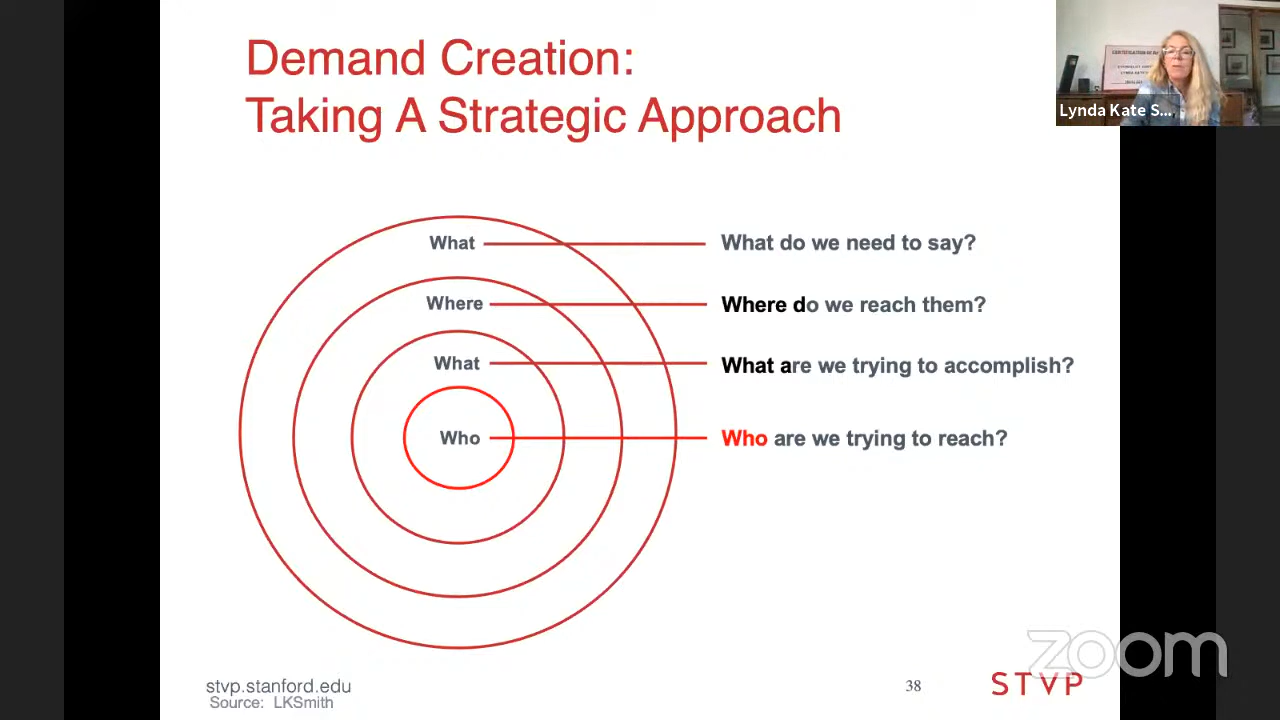 Demand Creation:
Taking A Strategic Approach
Lynda Kate S...
What
What do we need to say?
Where
Where do we reach them?
What
What are we trying to accomplish?
Who
Who are we trying to reach?
stvp.stanford.edu
Source: LKSmith
38
STVP
zoom